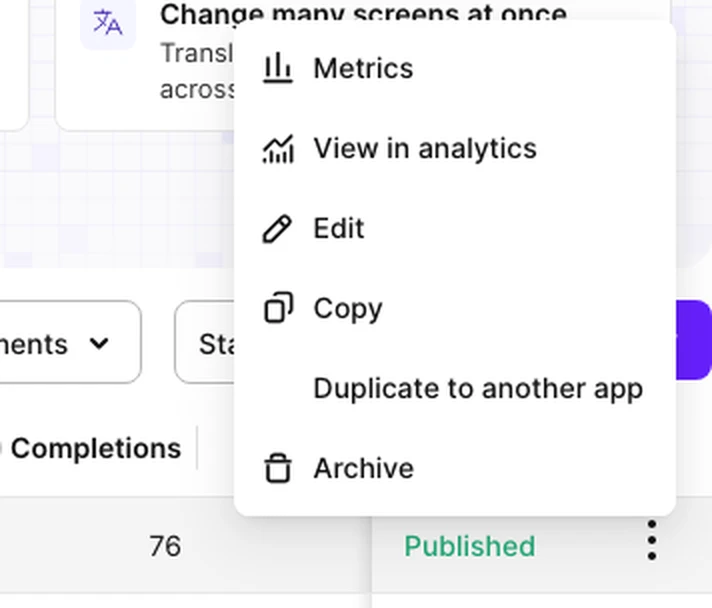 Change many screens at once
Transl
across
Metrics
View in analytics
Edit
Copy
Duplicate to another app
Archive
ments
Sta
Completions
76
Published